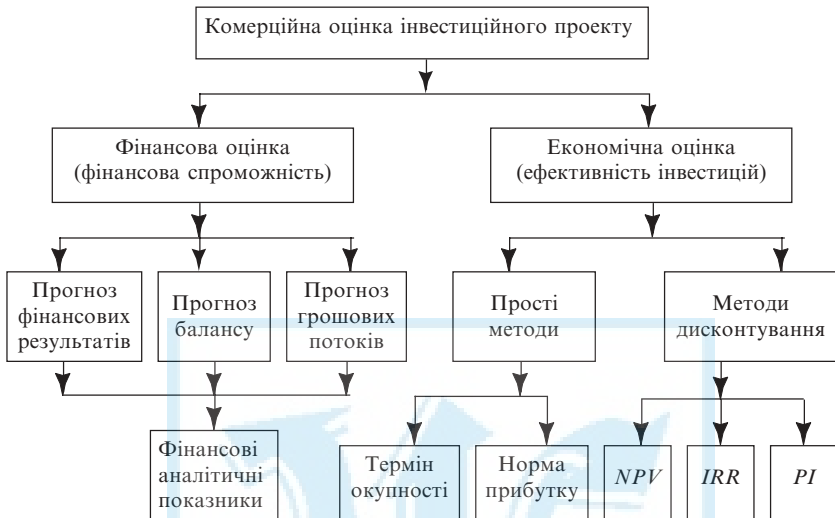 Комерційна оцінка інвестиційного проекту
Фінансова оцінка
(фінансова спроможність)
Економічна оцінка
(ефективність інвестицій)
Прогноз
фінансових
результатів
Прогноз
балансу
Прогноз
грошових
потоків
Прості
методи
Методи
дисконтування
Фінансові
аналітичні
показники
Термін
окупності
Норма
прибутку
NPV
IRR
PI